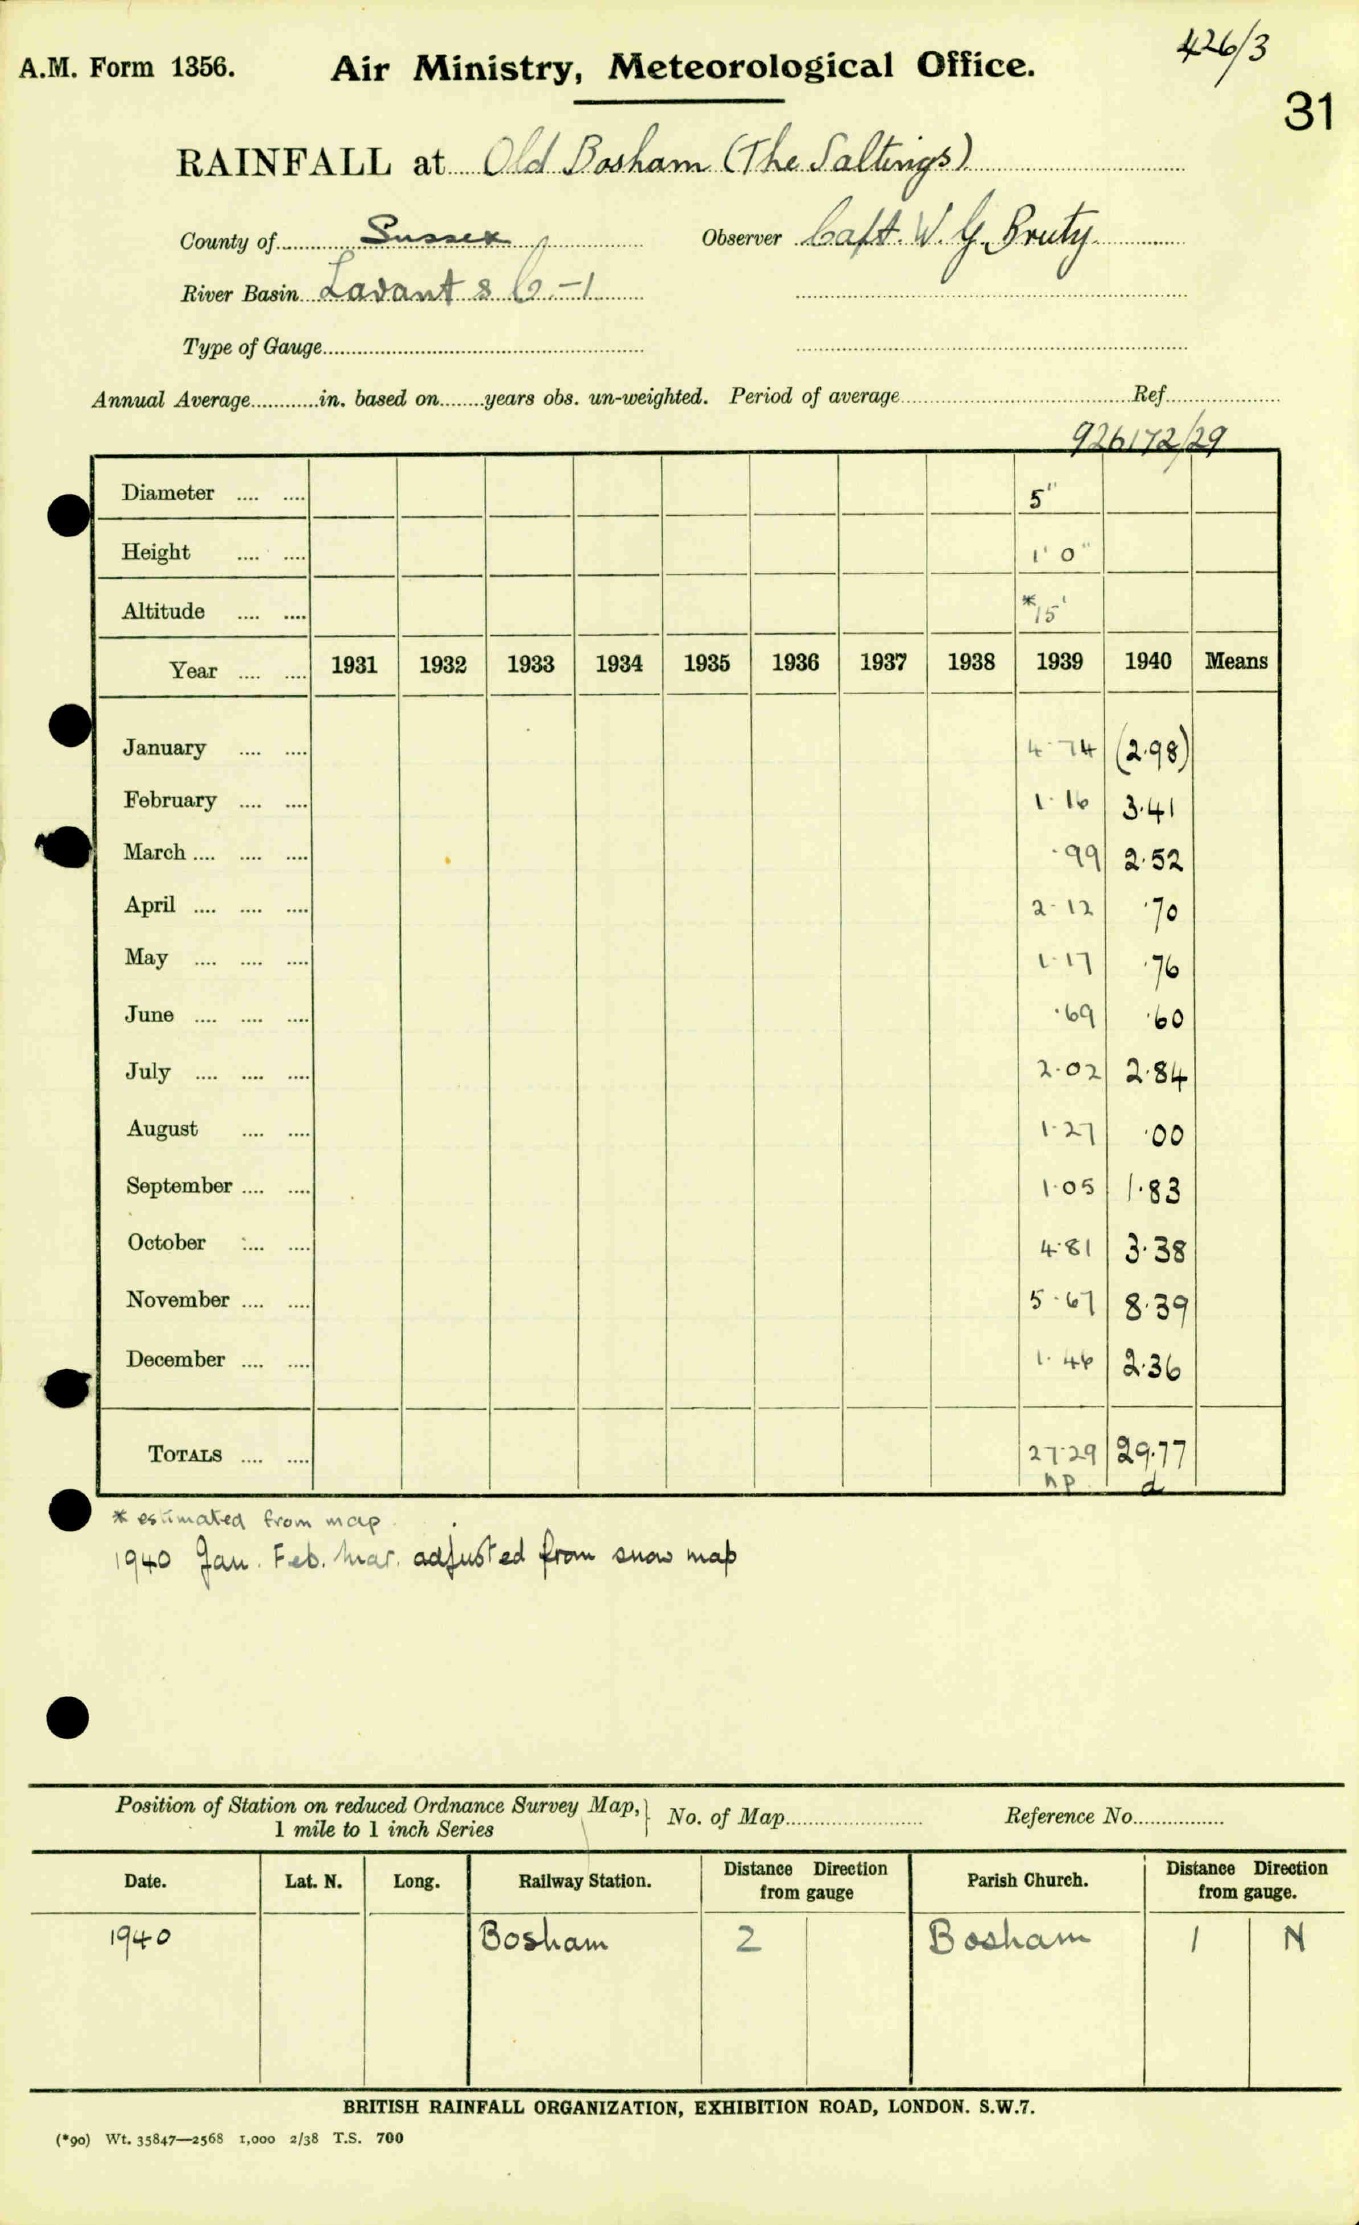 426/3
A.M. Form 1356. Air Ministry, Meteorological Office.
31
RAINFALL at Old Bosham (The Saltings)
County of Sussex Observer Capt. W. G. Bruty
River Basin Lavant & C. -1
Type of Gauge
Annual Average in. based on years obs. un-weighted. Period of average Ref.
926172/29
Diameter .... .... 5"
Height .... .... 1' 0"
Altitude .... .... *15'
Year .... .... 1931 1932 1933 1934 1935 1936 1937 1938 1939 1940 Means
January .... .... 4.74 (2.98)
February .... .... 1.16 3.41
March .... .... .... .99 2.52
April .... .... .... 2.12 .70
May .... .... .... 1.17 .76
June .... .... .... .69 .60
July .... .... .... 2.02 2.84
August .... .... 1.27 .00
September .... .... 1.05 1.83
October .... .... 4.81 3.38
November .... .... 5.67 8.39
December .... .... 1.46 2.36
TOTALS .... .... 27.29 29.77
np d
* estimated from map
1940 Jan. Feb. Mar. adjusted from snow map
Position of Station on reduced Ordnance Survey Map, 1 mile to 1 inch Series } No. of Map Reference No.
Date. Lat. N. Long. Railway Station. Distance Direction from gauge Parish Church. Distance Direction from gauge.
1940 Bosham 2 Bosham 1 N
BRITISH RAINFALL ORGANIZATION, EXHIBITION ROAD, LONDON. S.W.7.
(*90) Wt. 35847—2568 1,000 2/38 T.S. 700